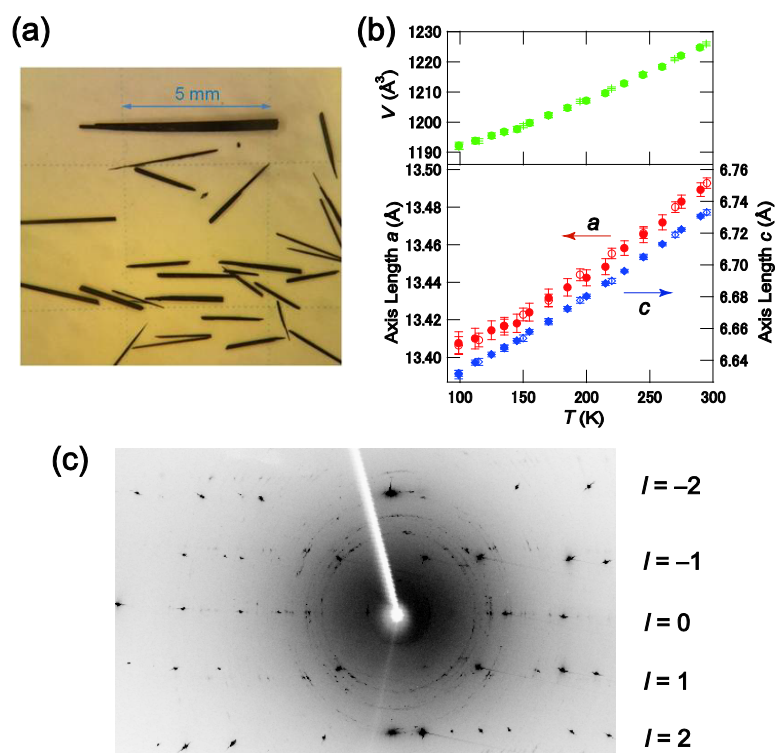 (a)
5 mm
(b)
1230
1220
1210
1200
1190
V (Å³)
13.50
13.48
13.46
13.44
13.42
13.40
Axis Length a (Å)
a
c
6.76
6.74
6.72
6.70
6.68
6.66
6.64
Axis Length c (Å)
100
150
200
250
300
T (K)
(c)
l = –2
l = –1
l = 0
l = 1
l = 2